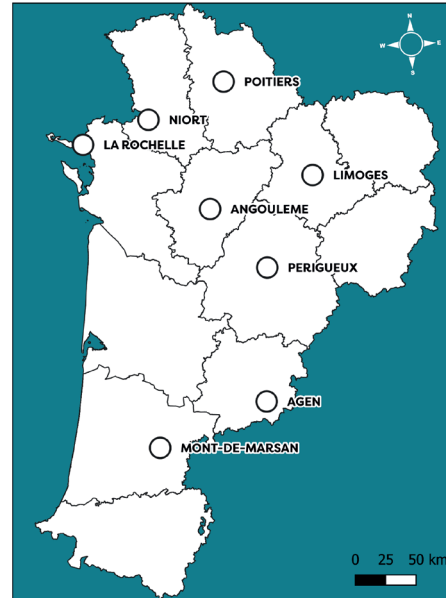 N
W E
S
POITIERS
NIORT
LA ROCHELLE
LIMOGES
ANGOULEME
PERIGUEUX
AGEN
MONT-DE-MARSAN
0 25 50 km